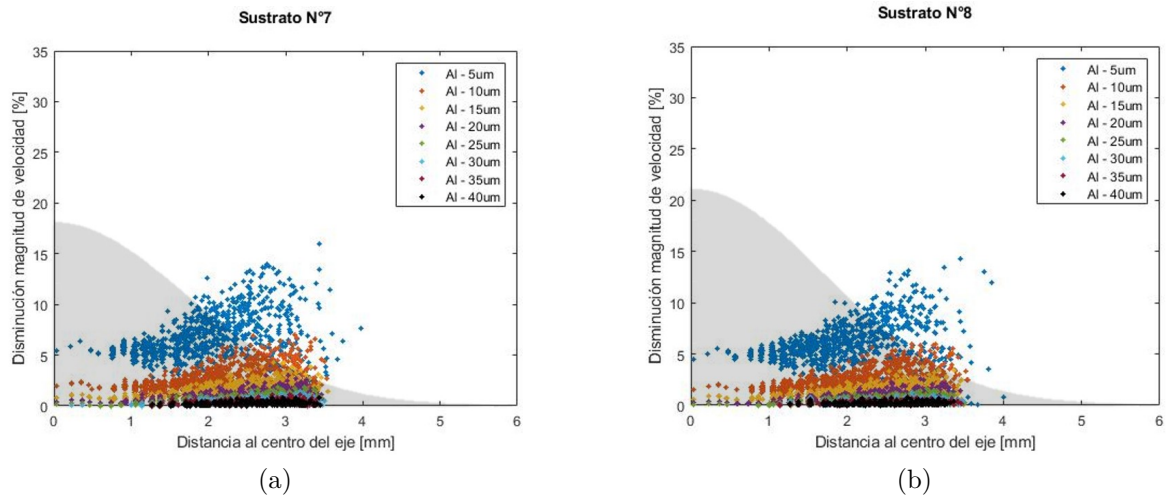 Sustrato N°7
35
30
25
20
15
10
5
0
Disminución magnitud de velocidad [%]
Al - 5um
Al - 10um
Al - 15um
Al - 20um
Al - 25um
Al - 30um
Al - 35um
Al - 40um
0 1 2 3 4 5 6
Distancia al centro del eje [mm]
(a)
Sustrato N°8
35
30
25
20
15
10
5
0
Disminución magnitud de velocidad [%]
Al - 5um
Al - 10um
Al - 15um
Al - 20um
Al - 25um
Al - 30um
Al - 35um
Al - 40um
0 1 2 3 4 5 6
Distancia al centro del eje [mm]
(b)